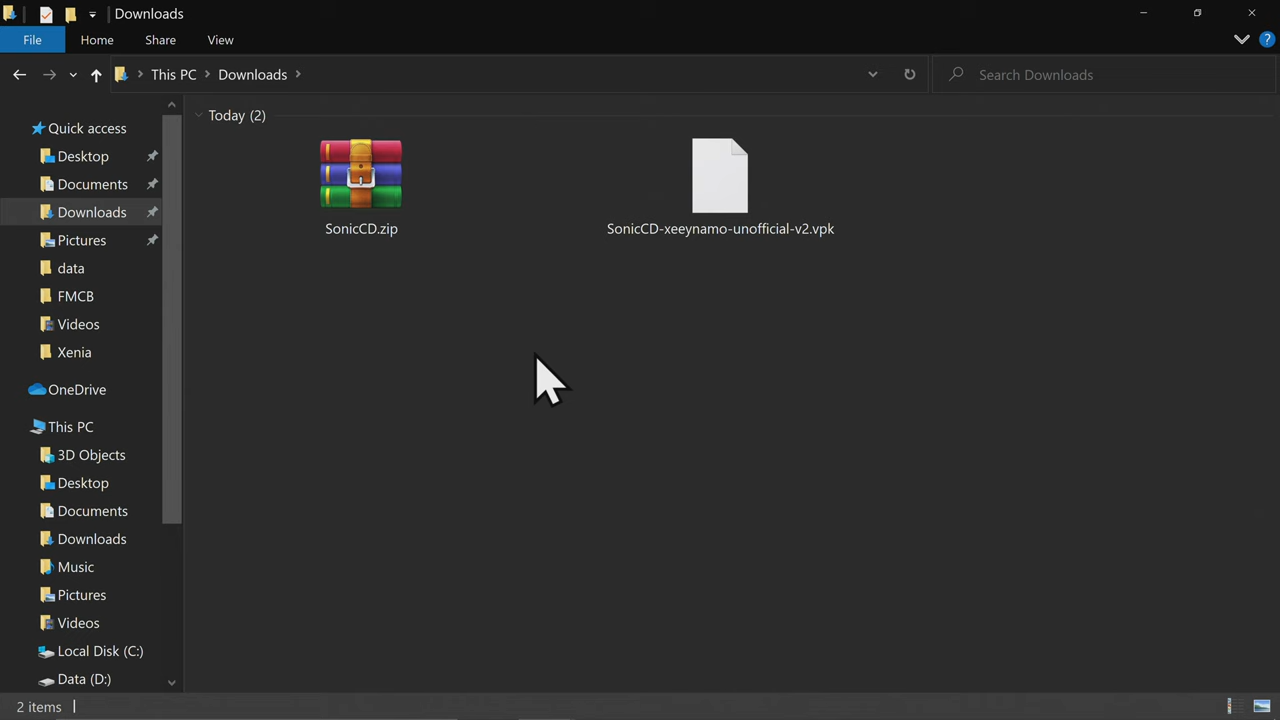 Downloads
File
Home
Share
View
This PC
Downloads
Search Downloads
Quick access
Desktop
Documents
Downloads
Pictures
data
FMCB
Videos
Xenia
OneDrive
This PC
3D Objects
Desktop
Documents
Downloads
Music
Pictures
Videos
Local Disk (C:)
Data (D:)
Today (2)
SonicCD.zip
SonicCD-xeeynamo-unofficial-v2.vpk
2 items